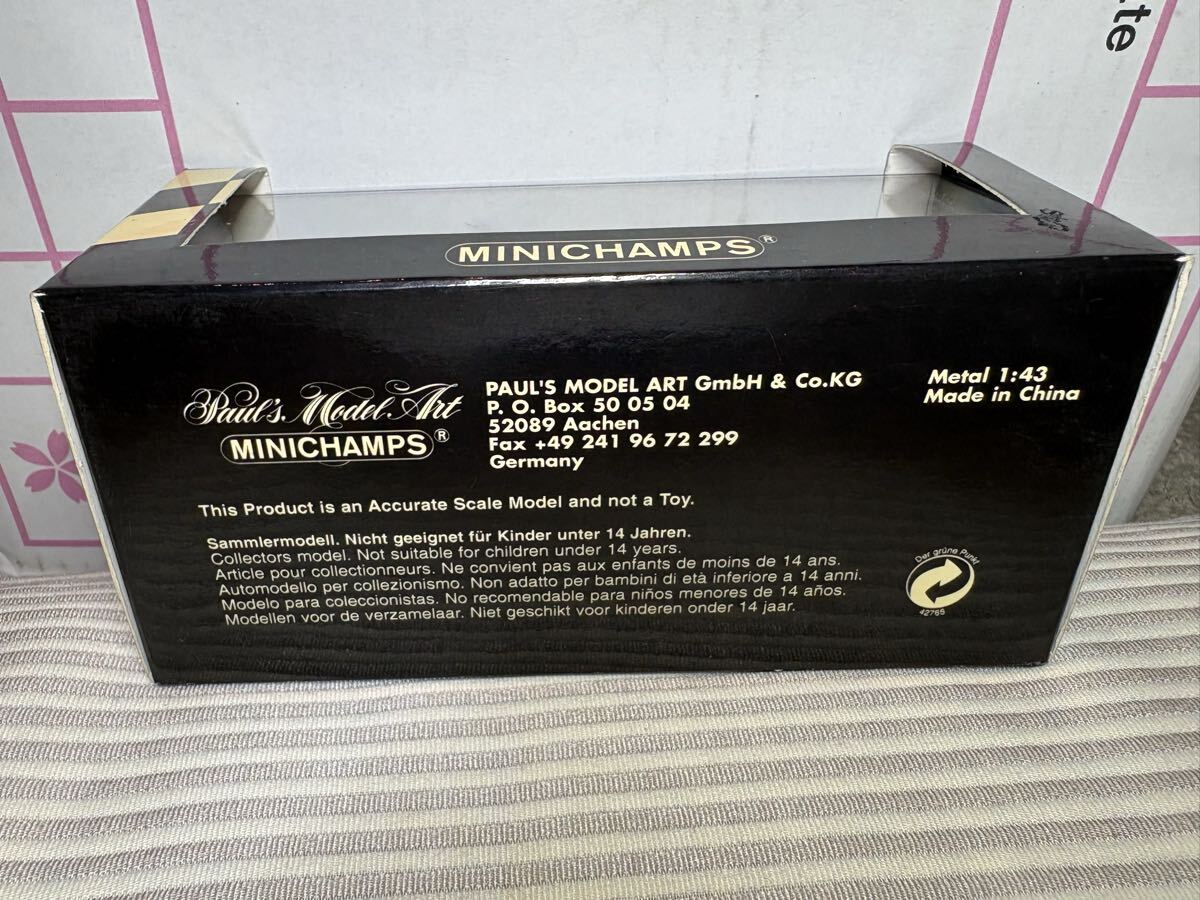 te
MINICHAMPS®
Paul's Model Art
MINICHAMPS®
PAUL'S MODEL ART GmbH & Co.KG
P. O. Box 50 05 04
52089 Aachen
Fax +49 241 96 72 299
Germany
Metal 1:43
Made in China
This Product is an Accurate Scale Model and not a Toy.
Sammlermodell. Nicht geeignet für Kinder unter 14 Jahren.
Collectors model. Not suitable for children under 14 years.
Article pour collectionneurs. Ne convient pas aux enfants de moins de 14 ans.
Automodello per collezionismo. Non adatto per bambini di età inferiore a 14 anni.
Modelo para coleccionistas. No recomendable para niños menores de 14 años.
Modellen voor de verzamelaar. Niet geschikt voor kinderen onder 14 jaar.
Der grüne Punkt
42765